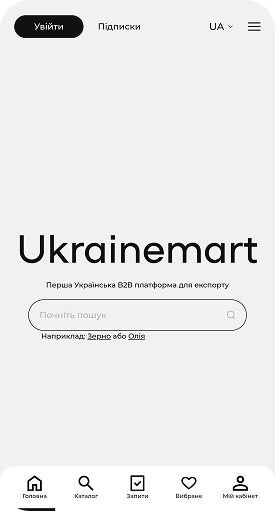 Увійти
Підписки
UA
Ukrainemart
Перша Українська B2B платформа для експорту
Почніть пошук
Наприклад: Зерно або Олія
Головна
Каталог
Запити
Вибране
Мій кабінет